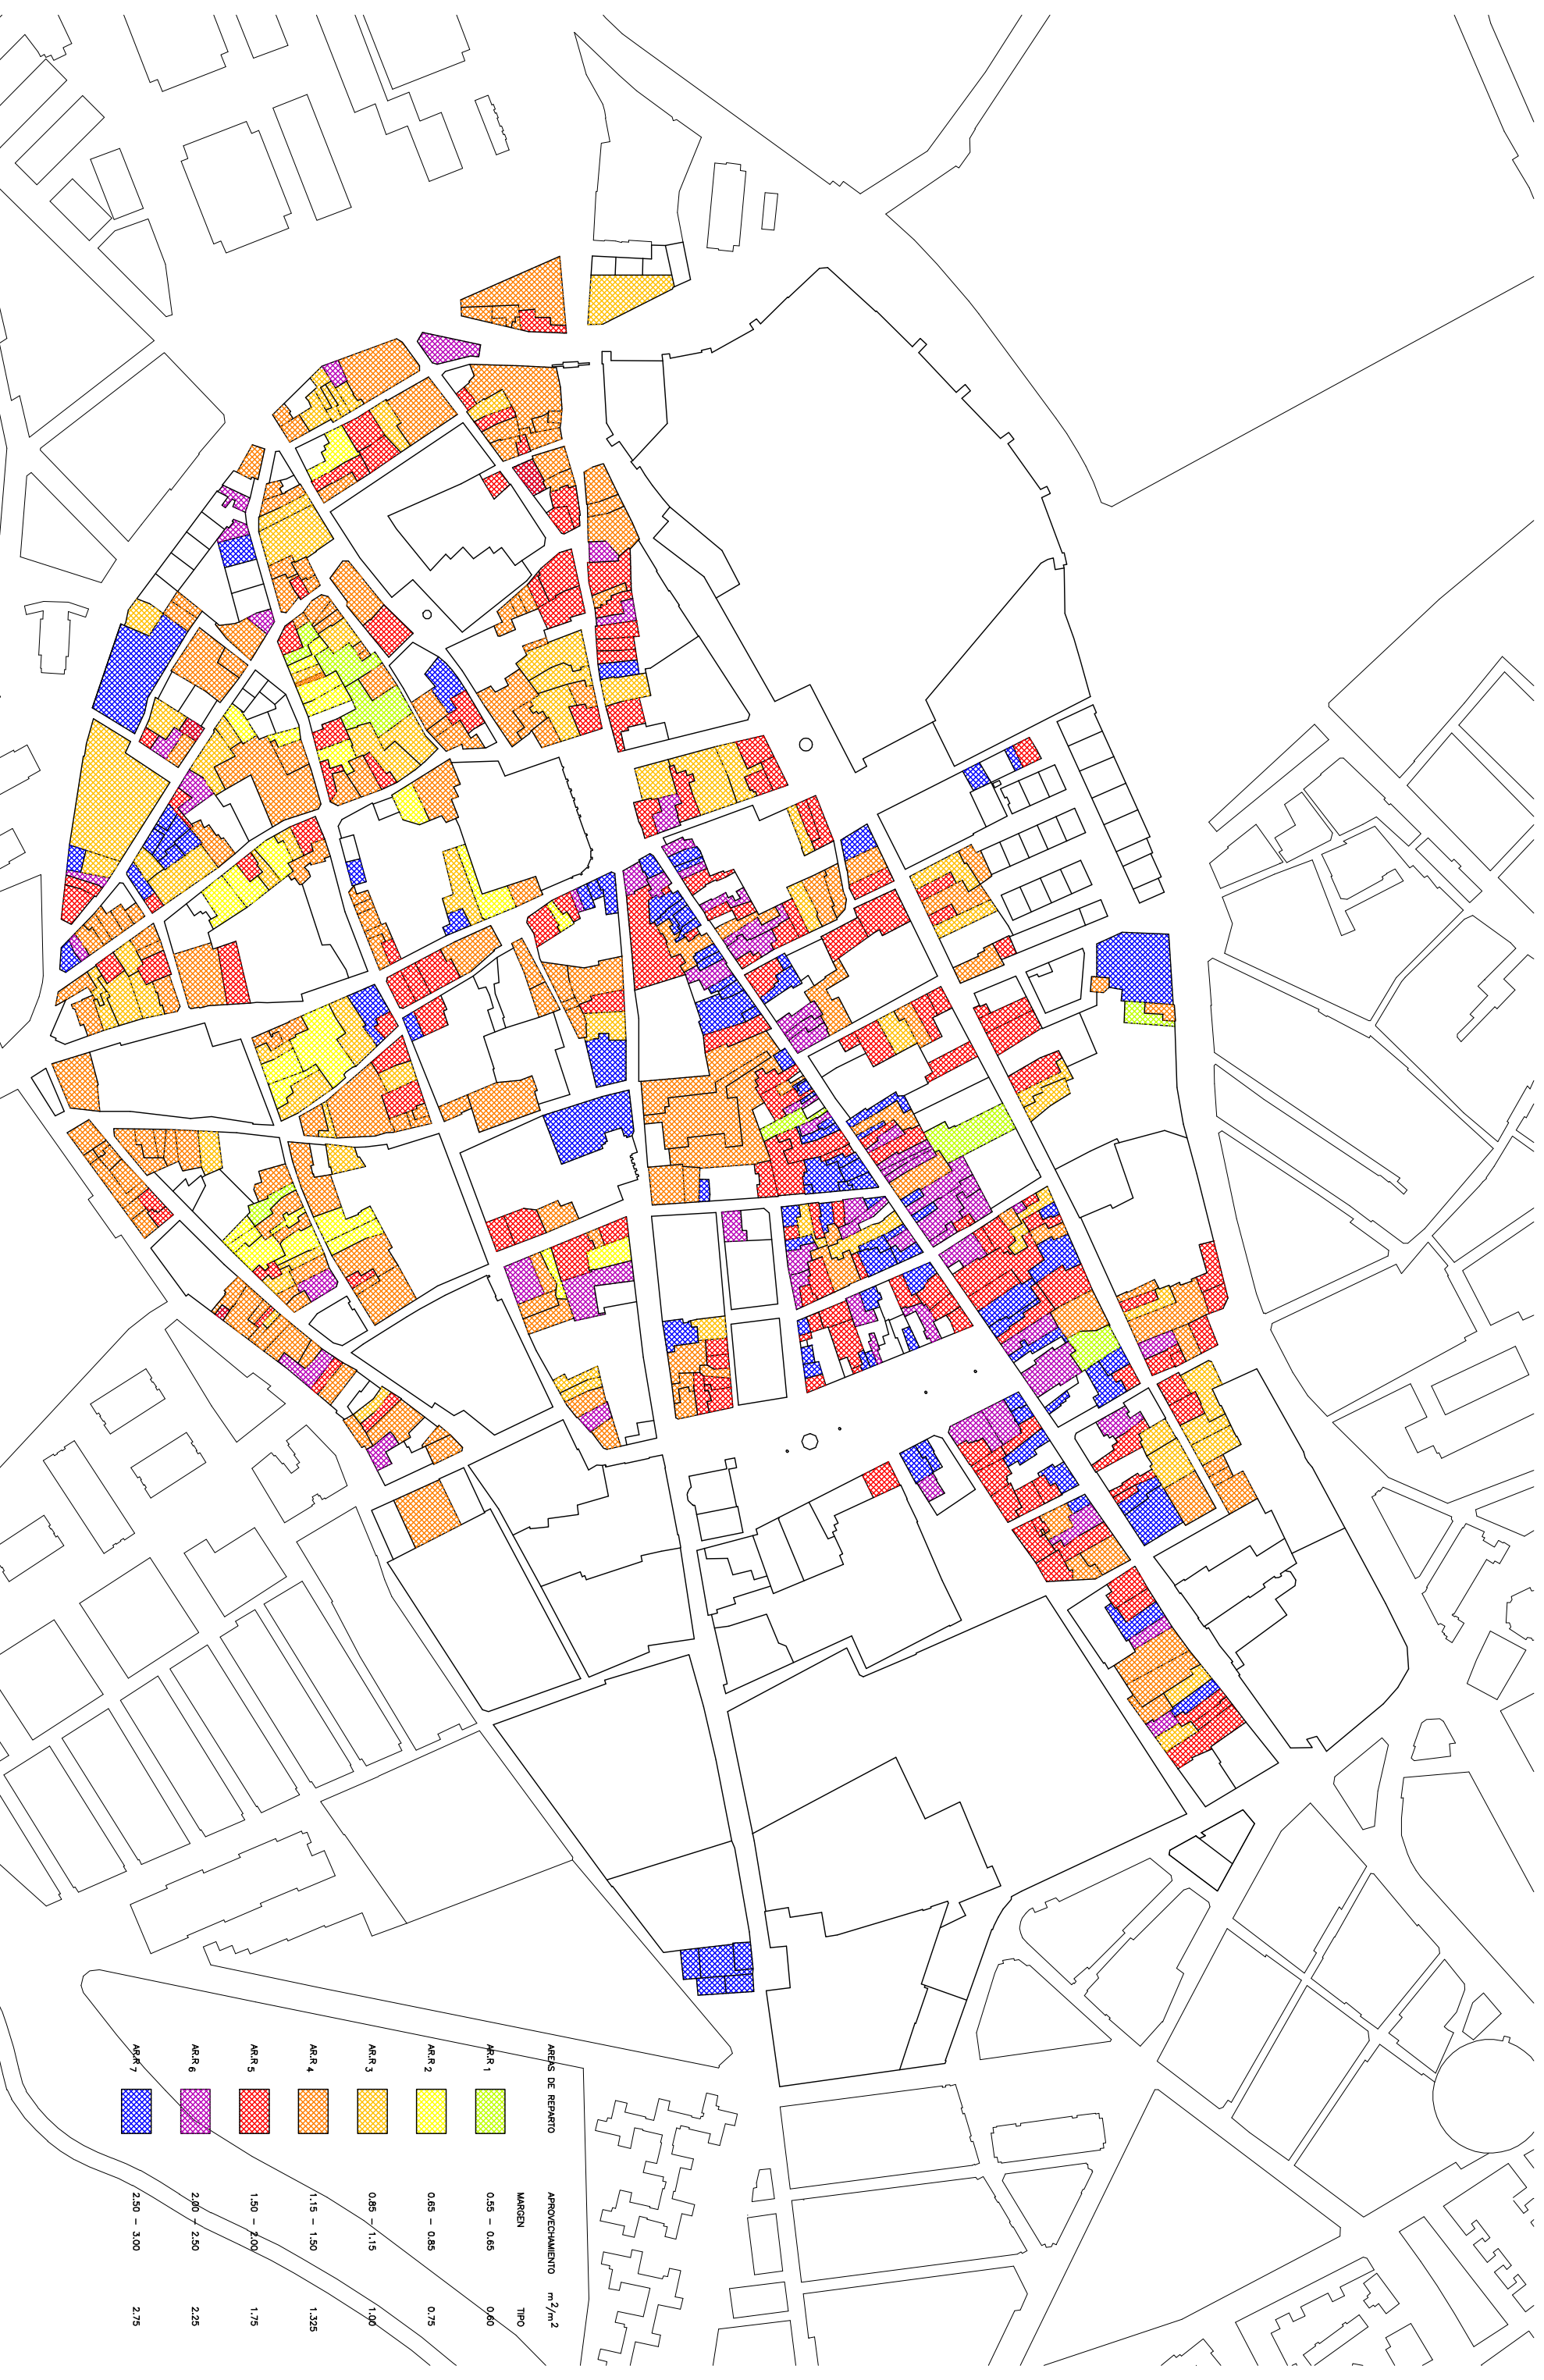 AREAS DE REPARTO APROVECHAMIENTO m²/m²
MARGEN TIPO
AR.R 1 0.55 - 0.65 0.60
AR.R 2 0.65 - 0.85 0.75
AR.R 3 0.85 - 1.15 1.00
AR.R 4 1.15 - 1.50 1.325
AR.R 5 1.50 - 2.00 1.75
AR.R 6 2.00 - 2.50 2.25
AR.R 7 2.50 - 3.00 2.75